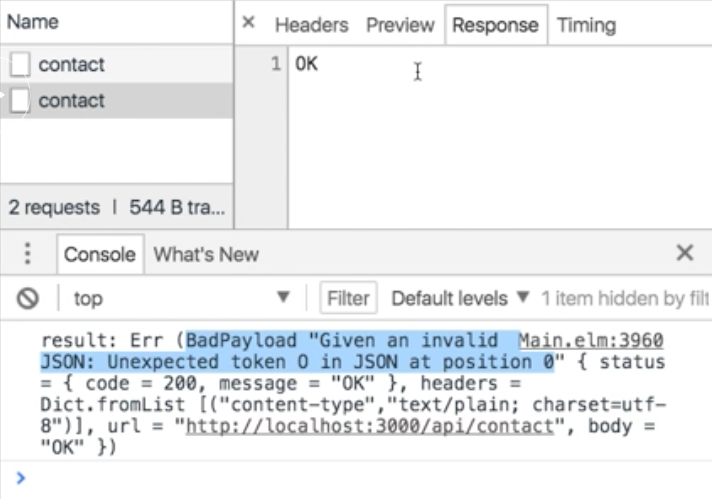 Name
× Headers Preview Response Timing
contact
1 OK
contact
2 requests | 544 B tra...
Console What's New ×
top ▼ Filter Default levels ▼ 1 item hidden by filt
result: Err (BadPayload "Given an invalid Main.elm:3960
JSON: Unexpected token O in JSON at position 0" { status
= { code = 200, message = "OK" }, headers =
Dict.fromList [("content-type","text/plain; charset=utf-
8")], url = "http://localhost:3000/api/contact", body =
"OK" })